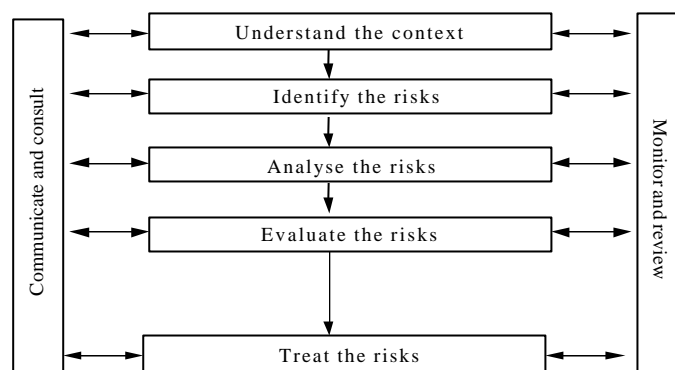 Understand the context
Identify the risks
Analyse the risks
Evaluate the risks
Treat the risks
Communicate and consult
Monitor and review